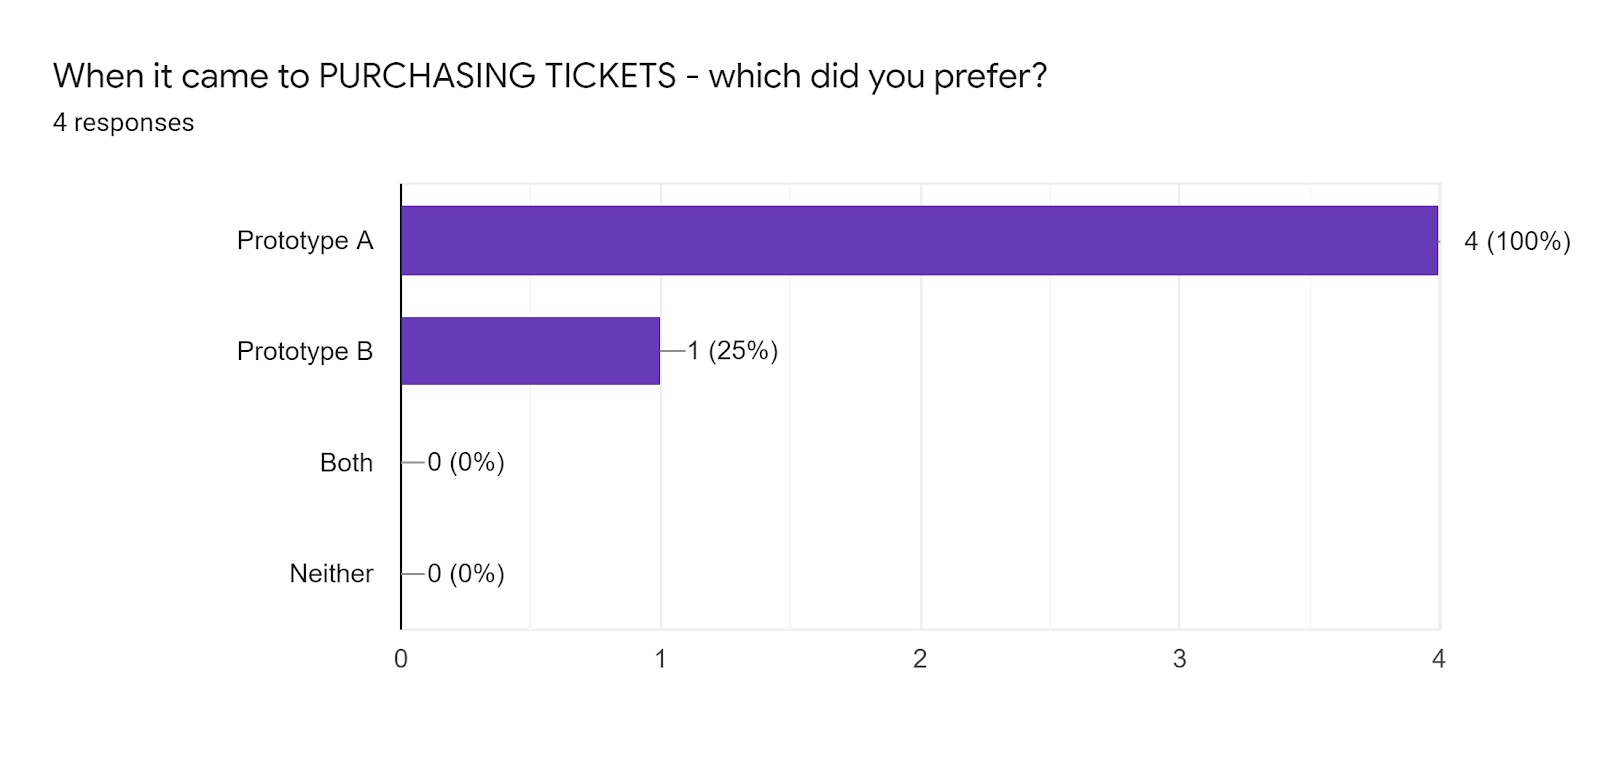 When it came to PURCHASING TICKETS - which did you prefer?
4 responses
Prototype A 4 (100%)
Prototype B 1 (25%)
Both 0 (0%)
Neither 0 (0%)
0 1 2 3 4